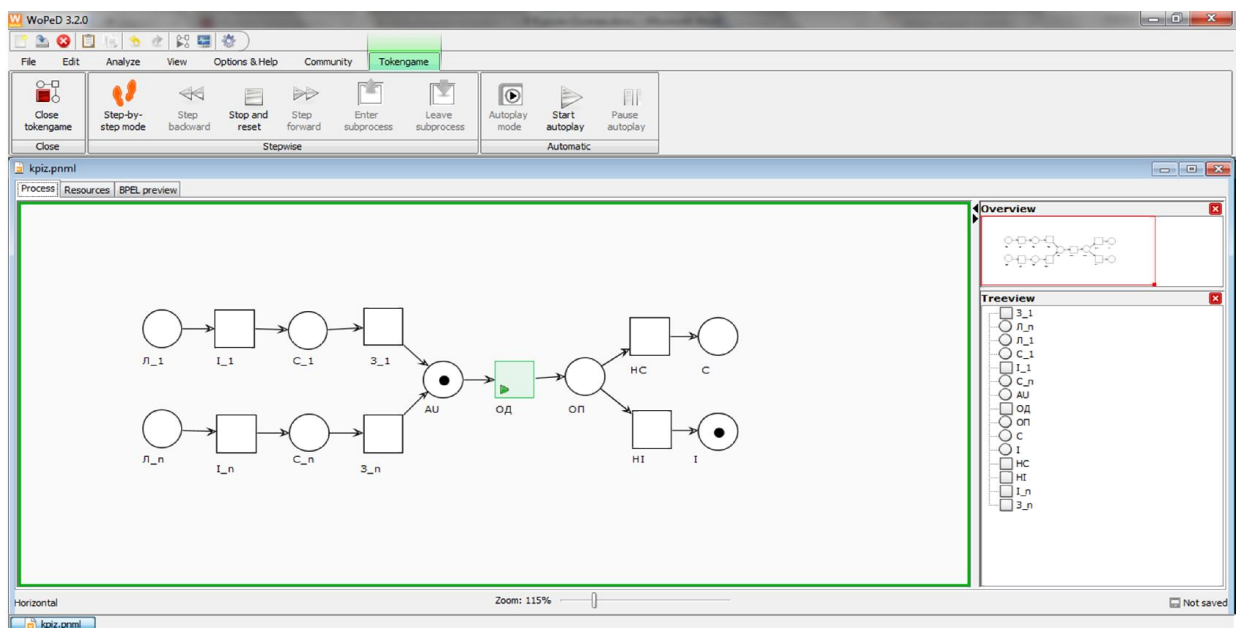 WoPeD 3.2.0
File Edit Analyze View Options & Help Community Tokengame
Close tokengame
Step-by-step mode
Step backward
Stop and reset
Step forward
Enter subprocess
Leave subprocess
Autoplay mode
Start autoplay
Pause autoplay
Close Stepwise Automatic
kpiz.pnml
Process Resources BPEL preview
Overview
Treeview
З_1
Л_n
Л_1
С_1
І_1
С_n
AU
ОД
ОП
С
І
НС
НІ
І_n
З_n
Л_1 І_1 С_1 З_1
AU ОД ОП
НС С
Л_n І_n С_n З_n
НІ І
Horizontal Zoom: 115% Not saved
kpiz.pnml